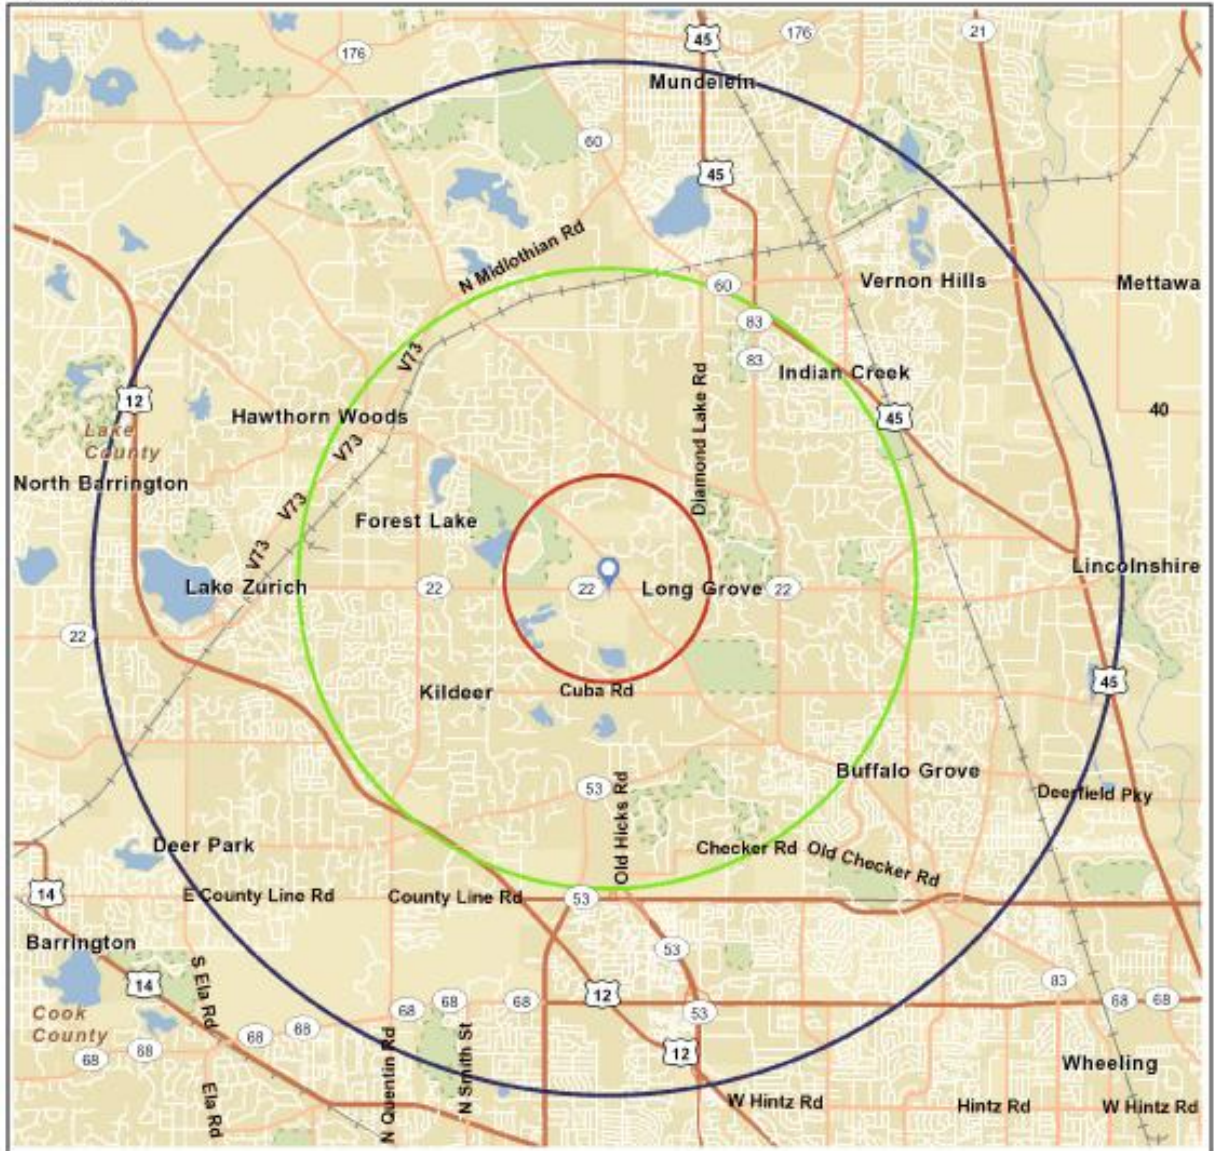 45
176
21
176
Mundelein
60
45
N Midlothian Rd
Vernon Hills
Mettawa
60
83
V73
83
Indian Creek
12
40
Hawthorn Woods
45
Lake
County
Diamond Lake Rd
V73
North Barrington
V73
Forest Lake
V73
Lincolnshire
Lake Zurich
22
22
Long Grove
22
22
45
Kildeer
Cuba Rd
Buffalo Grove
53
Deerfield Pky
Old Hicks Rd
Deer Park
Checker Rd
Old Checker Rd
14
E County Line Rd
County Line Rd
53
Barrington
53
14
S Ela Rd
83
12
68
68
68
68
68
Cook
County
53
68
68
68
68
12
N Quentin Rd
N Smith St
Wheeling
Ela Rd
W Hintz Rd
Hintz Rd
W Hintz Rd